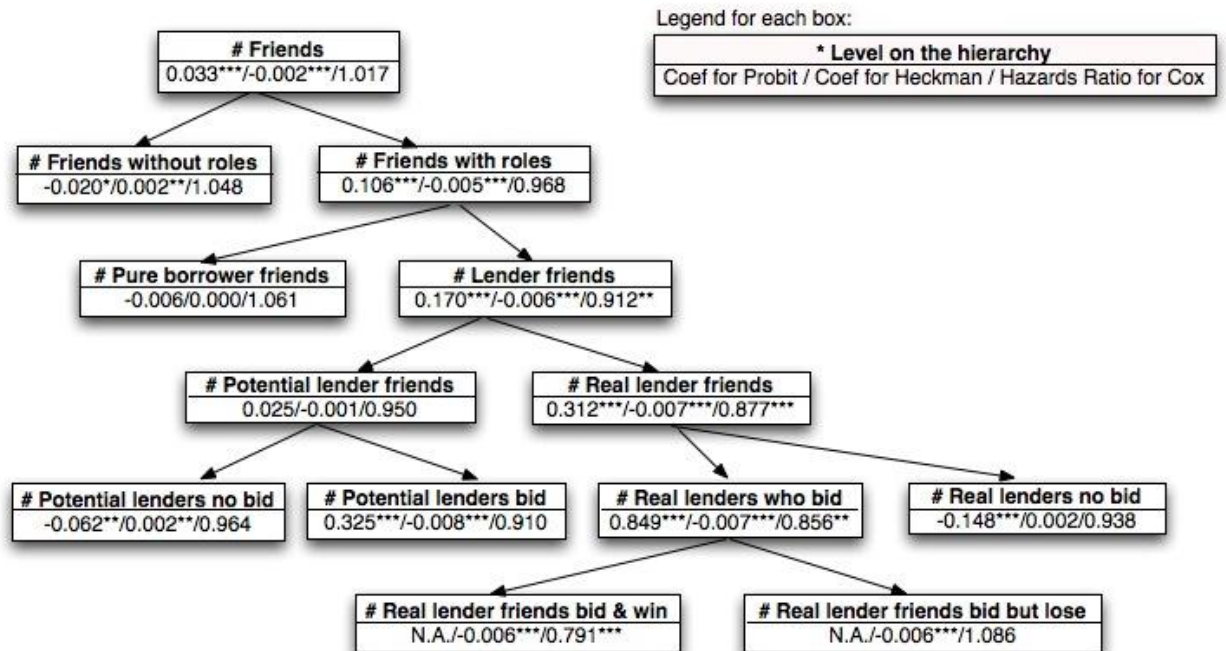 Legend for each box:
* Level on the hierarchy
Coef for Probit / Coef for Heckman / Hazards Ratio for Cox
# Friends
0.033***/-0.002***/1.017
# Friends without roles
-0.020*/0.002**/1.048
# Friends with roles
0.106***/-0.005***/0.968
# Pure borrower friends
-0.006/0.000/1.061
# Lender friends
0.170***/-0.006***/0.912**
# Potential lender friends
0.025/-0.001/0.950
# Real lender friends
0.312***/-0.007***/0.877***
# Potential lenders no bid
-0.062**/0.002**/0.964
# Potential lenders bid
0.325***/-0.008***/0.910
# Real lenders who bid
0.849***/-0.007***/0.856**
# Real lenders no bid
-0.148***/0.002/0.938
# Real lender friends bid & win
N.A./-0.006***/0.791***
# Real lender friends bid but lose
N.A./-0.006***/1.086